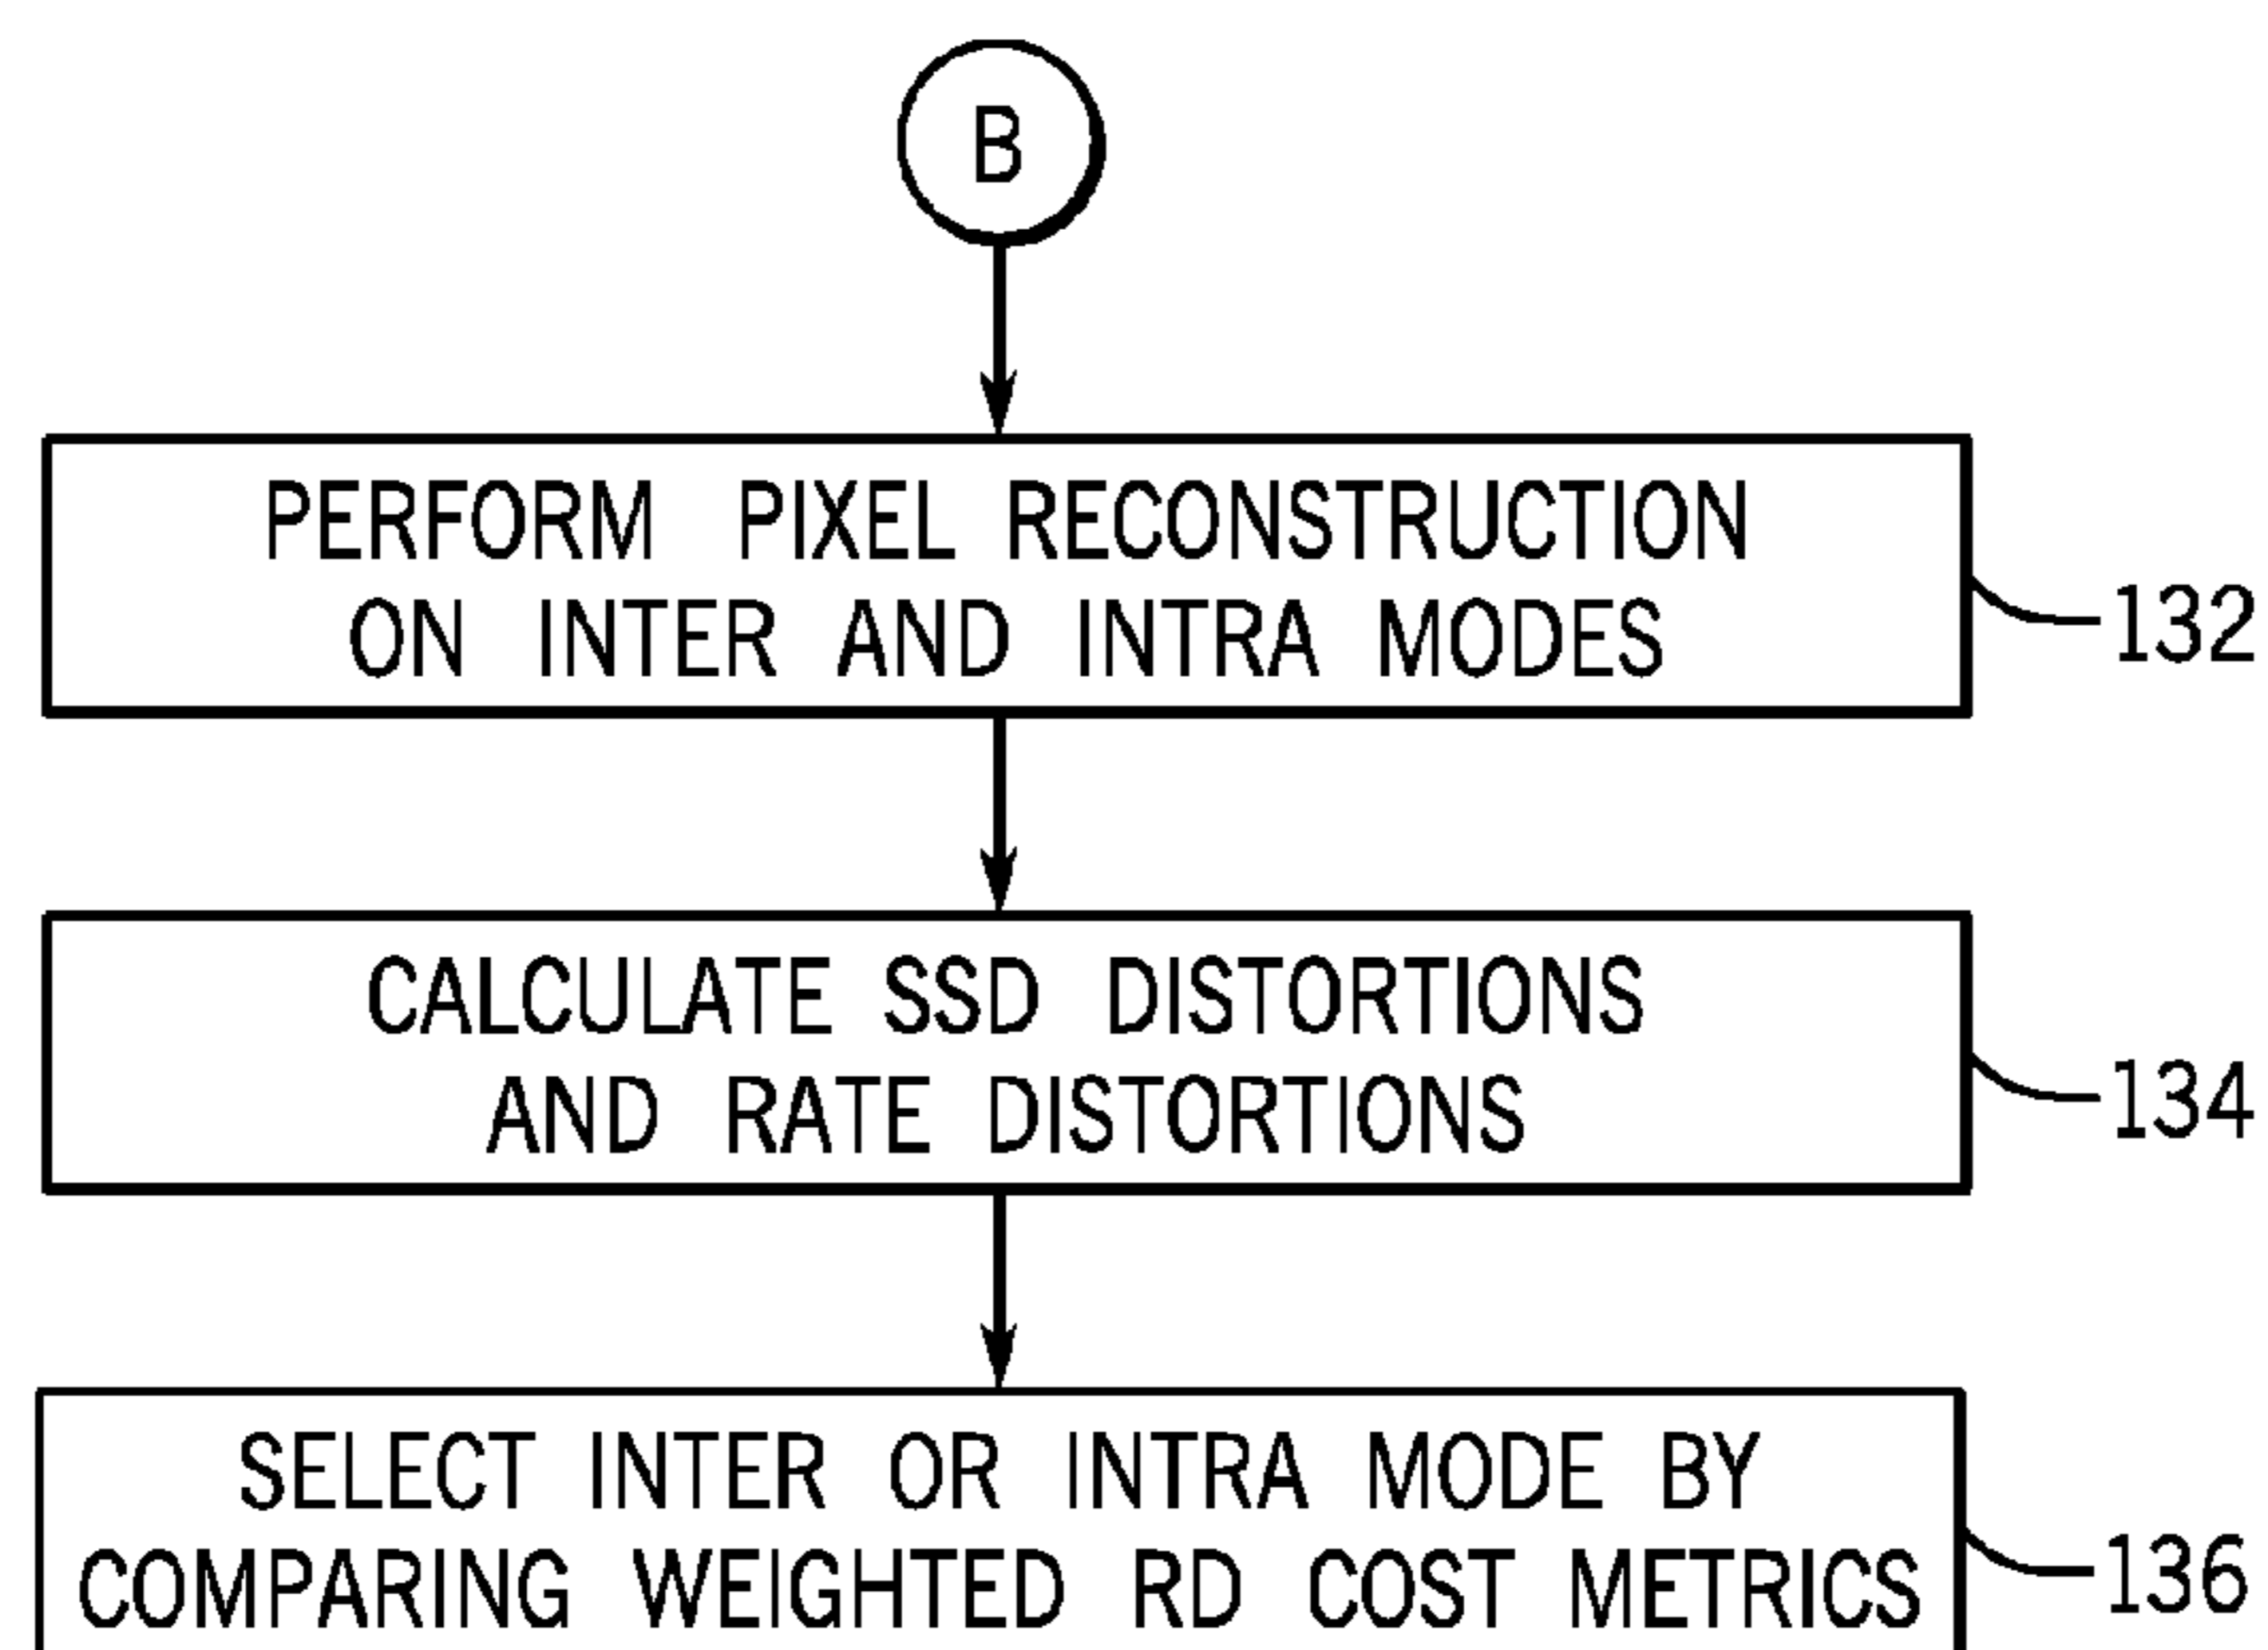 B
PERFORM PIXEL RECONSTRUCTION
ON INTER AND INTRA MODES
132
CALCULATE SSD DISTORTIONS
AND RATE DISTORTIONS
134
SELECT INTER OR INTRA MODE BY
COMPARING WEIGHTED RD COST METRICS
136